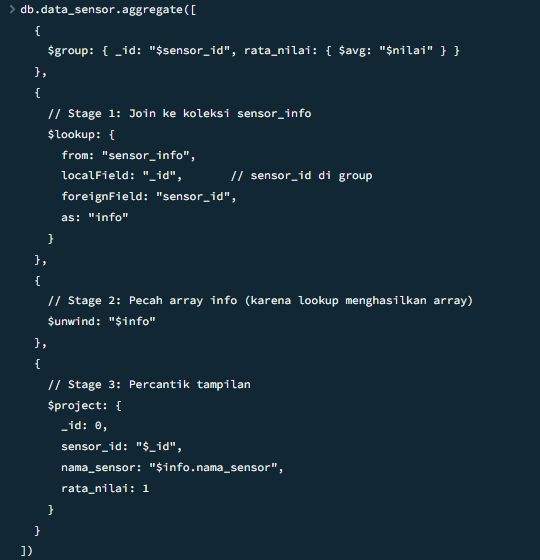 db.data_sensor.aggregate([
  {
    $group: { _id: "$sensor_id", rata_nilai: { $avg: "$nilai" } }
  },
  {
    // Stage 1: Join ke koleksi sensor_info
    $lookup: {
      from: "sensor_info",
      localField: "_id",       // sensor_id di group
      foreignField: "sensor_id",
      as: "info"
    }
  },
  {
    // Stage 2: Pecah array info (karena lookup menghasilkan array)
    $unwind: "$info"
  },
  {
    // Stage 3: Percantik tampilan
    $project: {
      _id: 0,
      sensor_id: "$_id",
      nama_sensor: "$info.nama_sensor",
      rata_nilai: 1
    }
  }
])